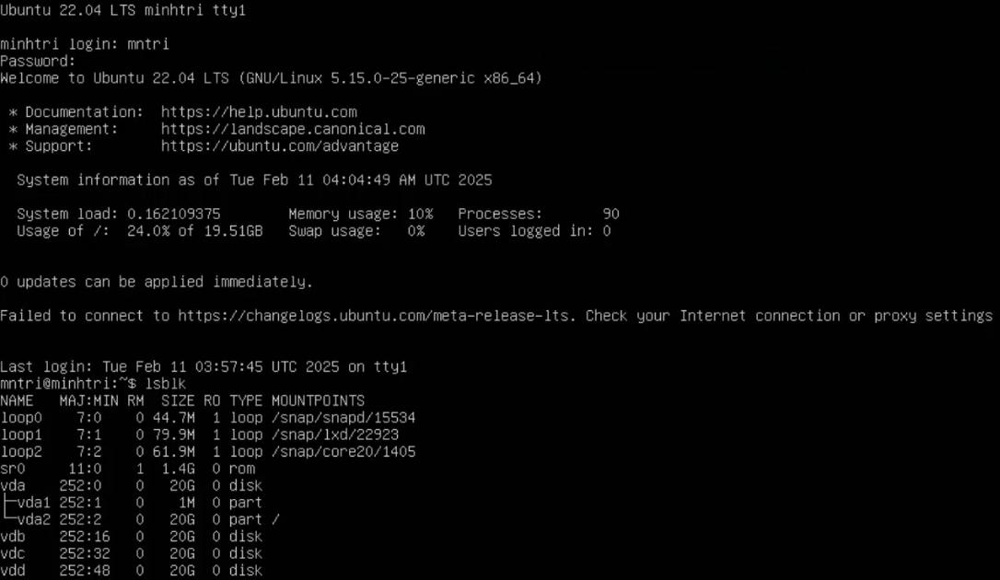 Ubuntu 22.04 LTS minhtri tty1
minhtri login: mntri
Password:
Welcome to Ubuntu 22.04 LTS (GNU/Linux 5.15.0-25-generic x86_64)
* Documentation:  https://help.ubuntu.com
* Management:     https://landscape.canonical.com
* Support:        https://ubuntu.com/advantage
System information as of Tue Feb 11 04:04:49 AM UTC 2025
System load: 0.162109375        Memory usage: 10%   Processes:       90
Usage of /:  24.0% of 19.51GB   Swap usage:   0%    Users logged in: 0
0 updates can be applied immediately.
Failed to connect to https://changelogs.ubuntu.com/meta-release-lts. Check your Internet connection or proxy settings
Last login: Tue Feb 11 03:57:45 UTC 2025 on tty1
mntri@minhtri:~$ lsblk
NAME   MAJ:MIN RM  SIZE RO TYPE MOUNTPOINTS
loop0    7:0    0 44.7M  1 loop /snap/snapd/15534
loop1    7:1    0 79.9M  1 loop /snap/lxd/22923
loop2    7:2    0 61.9M  1 loop /snap/core20/1405
sr0     11:0    1  1.4G  0 rom
vda    252:0    0   20G  0 disk
├─vda1 252:1    0    1M  0 part
└─vda2 252:2    0   20G  0 part /
vdb    252:16   0   20G  0 disk
vdc    252:32   0   20G  0 disk
vdd    252:48   0   20G  0 disk